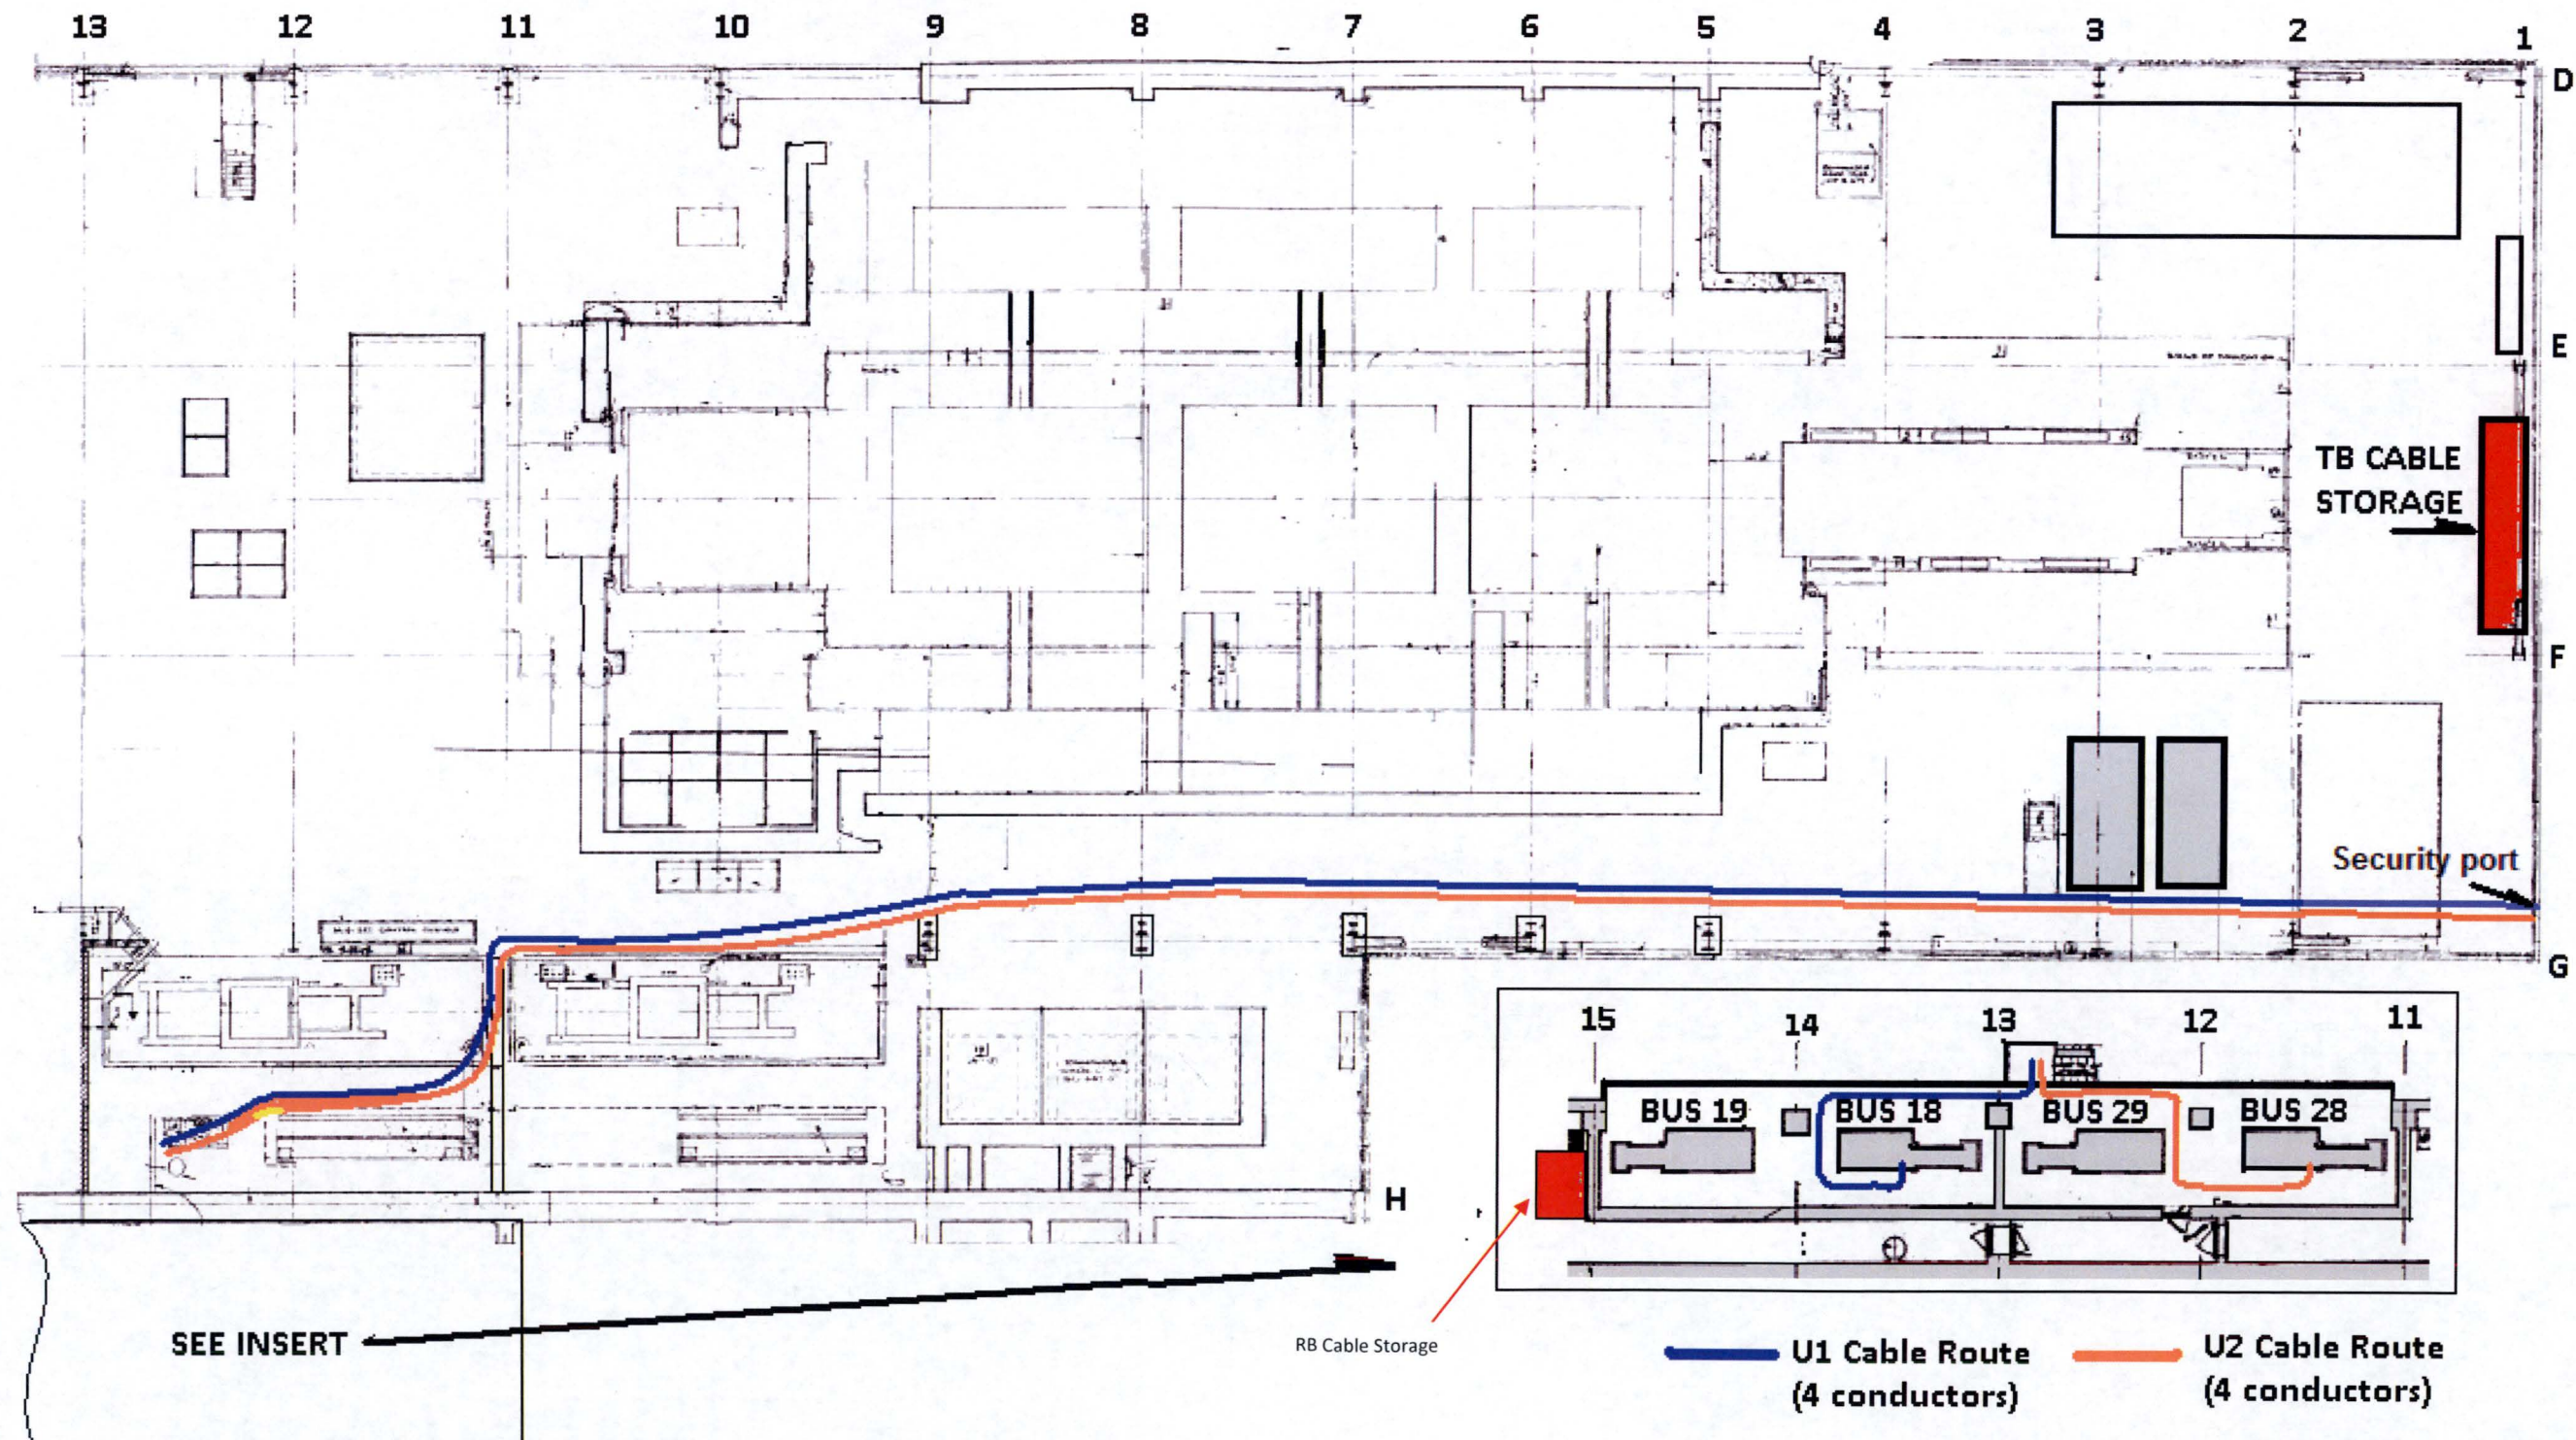 13 12 11 10 9 8 7 6 5 4 3 2 1
D
E
TB CABLE
STORAGE
F
Security port
G
15 14 13 12 11
BUS 19 BUS 18 BUS 29 BUS 28
H
SEE INSERT
RB Cable Storage
U1 Cable Route
(4 conductors)
U2 Cable Route
(4 conductors)